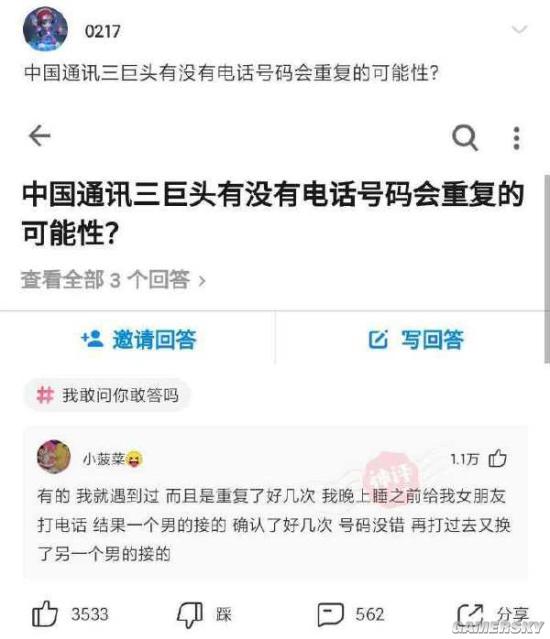 0217
中国通讯三巨头有没有电话号码会重复的可能性?
中国通讯三巨头有没有电话号码会重复的
可能性?
查看全部 3 个回答
邀请回答
写回答
我敢问你敢答吗
小菠菜
1.1万
神评
有的 我就遇到过 而且是重复了好几次 我晚上睡之前给我女朋友
打电话 结果一个男的接的 确认了好几次 号码没错 再打过去又换
了另一个男的接的
3533
踩
562
分享
GAMERSKY